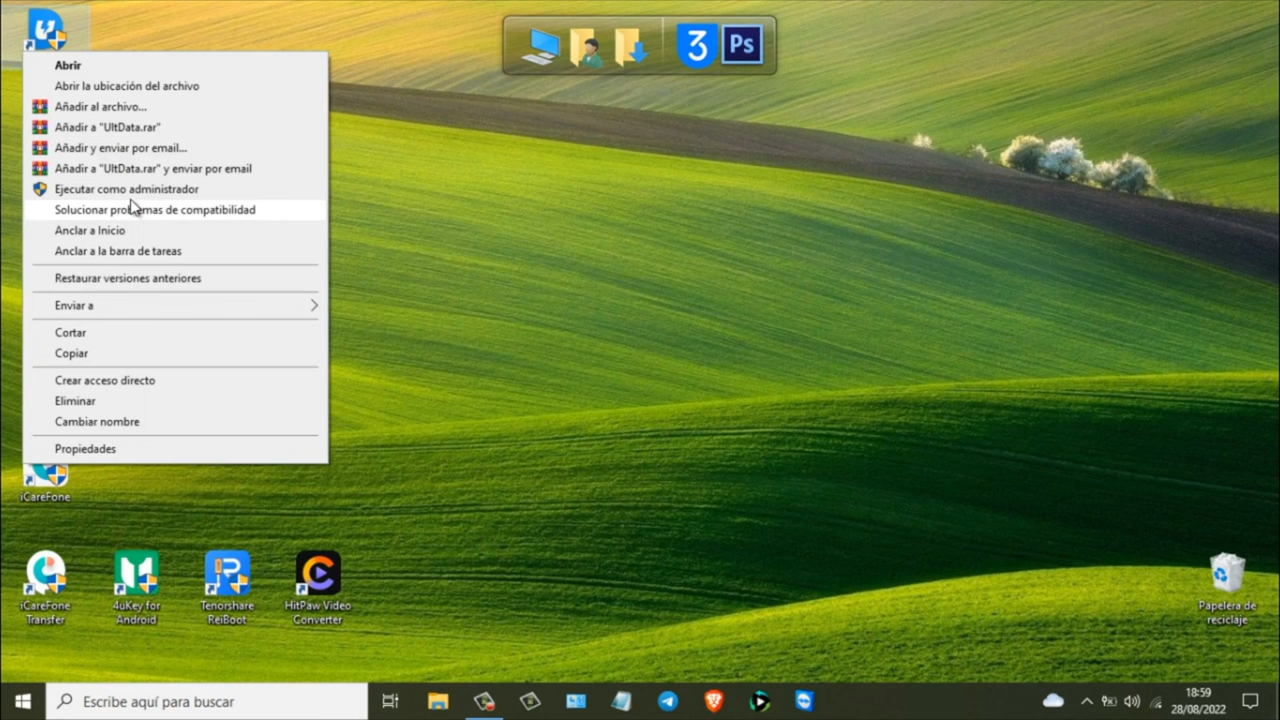 Abrir
Abrir la ubicación del archivo
Añadir al archivo...
Añadir a "UltData.rar"
Añadir y enviar por email...
Añadir a "UltData.rar" y enviar por email
Ejecutar como administrador
Solucionar problemas de compatibilidad
Anclar a Inicio
Anclar a la barra de tareas
Restaurar versiones anteriores
Enviar a
Cortar
Copiar
Crear acceso directo
Eliminar
Cambiar nombre
Propiedades
3
Ps
iCareFone
iCareFone
Transfer
4uKey for
Android
Tenorshare
ReiBoot
HitPaw Video
Converter
Papelera de
reciclaje
Escribe aquí para buscar
18:59
28/08/2022